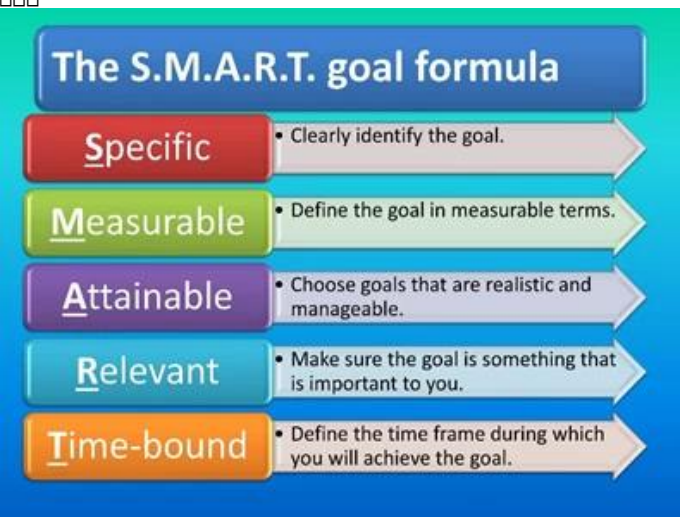 The S.M.A.R.T. goal formula
Specific
• Clearly identify the goal.
Measurable
• Define the goal in measurable terms.
Attainable
• Choose goals that are realistic and
manageable.
Relevant
• Make sure the goal is something that
is important to you.
Time-bound
• Define the time frame during which
you will achieve the goal.